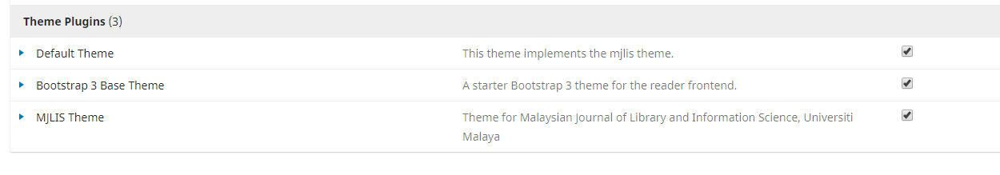 Theme Plugins (3)
Default Theme This theme implements the mjlis theme.
Bootstrap 3 Base Theme A starter Bootstrap 3 theme for the reader frontend.
MJLIS Theme Theme for Malaysian Journal of Library and Information Science, Universiti
Malaya